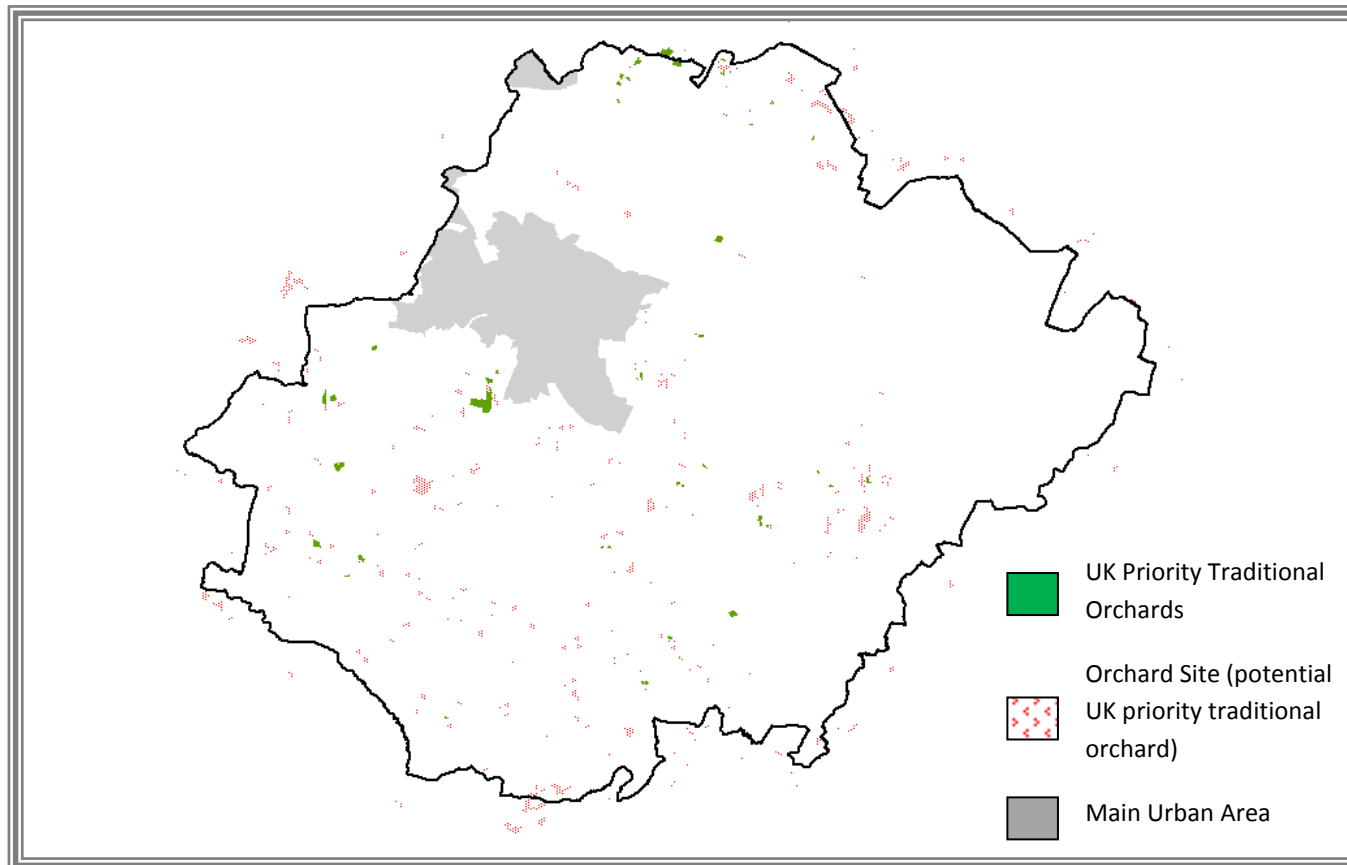 UK Priority Traditional
Orchards
Orchard Site (potential
UK priority traditional
orchard)
Main Urban Area